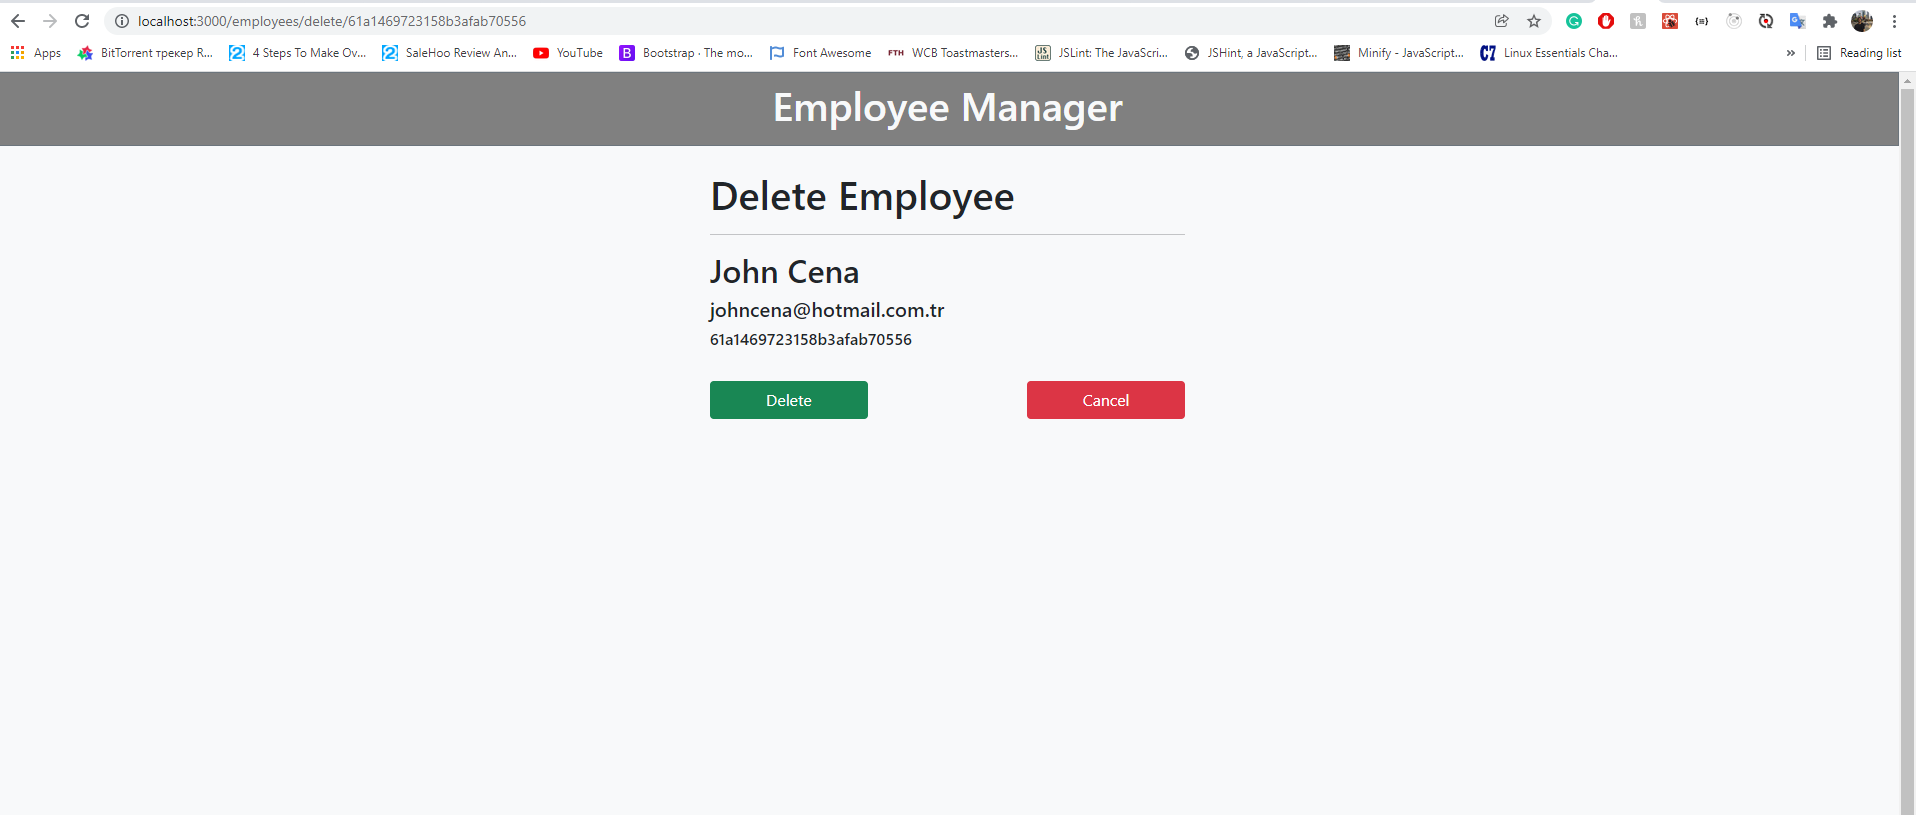 localhost:3000/employees/delete/61a1469723158b3afab70556
Apps BitTorrent трекер R... 4 Steps To Make Ov... SaleHoo Review An... YouTube Bootstrap · The mo... Font Awesome FTH WCB Toastmasters... JSLint: The JavaScri... JSHint, a JavaScript... Minify - JavaScript... Linux Essentials Cha... » Reading list
Employee Manager
Delete Employee
John Cena
johncena@hotmail.com.tr
61a1469723158b3afab70556
Delete Cancel